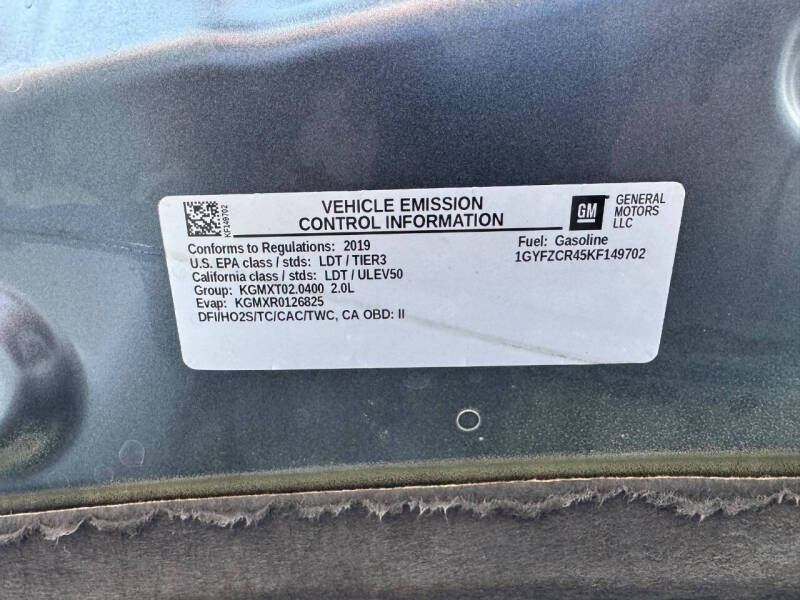 KF149702
VEHICLE EMISSION
CONTROL INFORMATION
GM
GENERAL
MOTORS
LLC
Conforms to Regulations: 2019
U.S. EPA class / stds: LDT / TIER3
California class / stds: LDT / ULEV50
Group: KGMXT02.0400 2.0L
Evap: KGMXR0126825
DFI/HO2S/TC/CAC/TWC, CA OBD: II
Fuel: Gasoline
1GYFZCR45KF149702